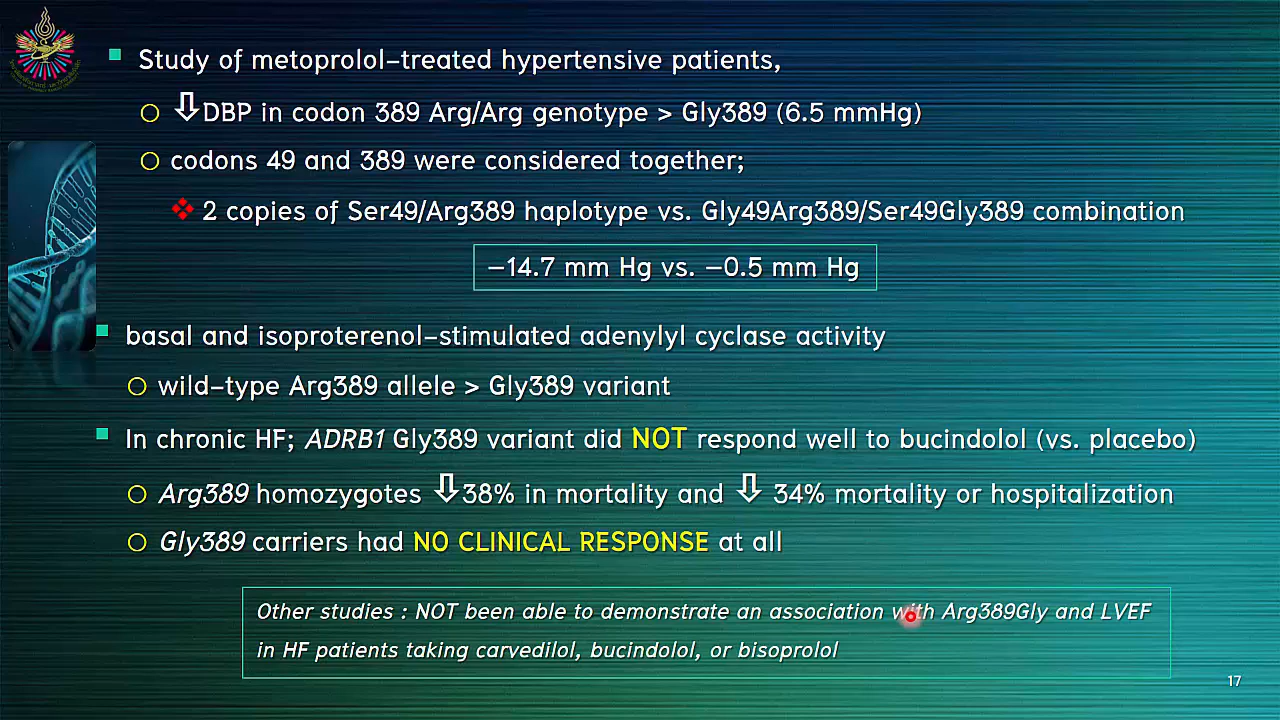 Study of metoprolol-treated hypertensive patients,
⇩DBP in codon 389 Arg/Arg genotype > Gly389 (6.5 mmHg)
codons 49 and 389 were considered together;
2 copies of Ser49/Arg389 haplotype vs. Gly49Arg389/Ser49Gly389 combination
−14.7 mm Hg vs. −0.5 mm Hg
basal and isoproterenol-stimulated adenylyl cyclase activity
wild-type Arg389 allele > Gly389 variant
In chronic HF; ADRB1 Gly389 variant did NOT respond well to bucindolol (vs. placebo)
Arg389 homozygotes ⇩38% in mortality and ⇩ 34% mortality or hospitalization
Gly389 carriers had NO CLINICAL RESPONSE at all
Other studies : NOT been able to demonstrate an association with Arg389Gly and LVEF
in HF patients taking carvedilol, bucindolol, or bisoprolol
17